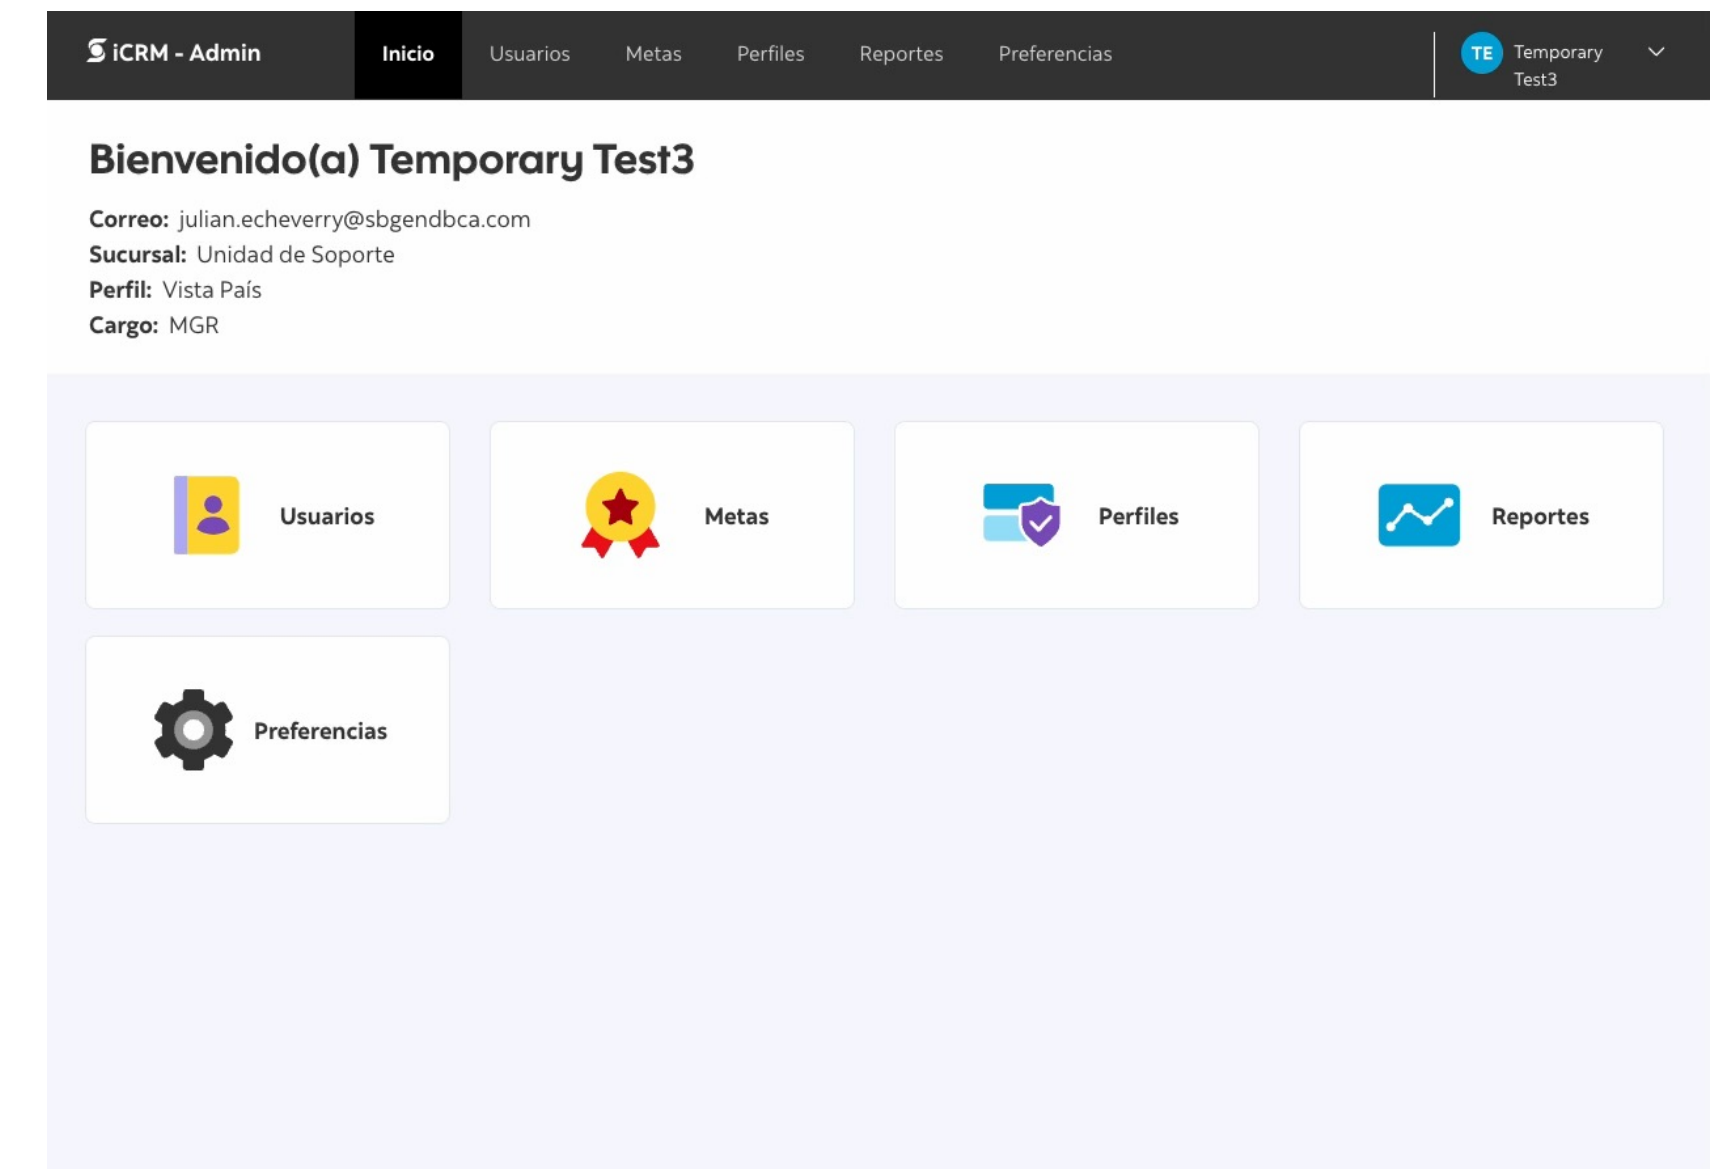 iCRM - Admin
Inicio
Usuarios
Metas
Perfiles
Reportes
Preferencias
TE
Temporary
Test3
Bienvenido(a) Temporary Test3
Correo: julian.echeverry@sbgendbca.com
Sucursal: Unidad de Soporte
Perfil: Vista País
Cargo: MGR
Usuarios
Metas
Perfiles
Reportes
Preferencias